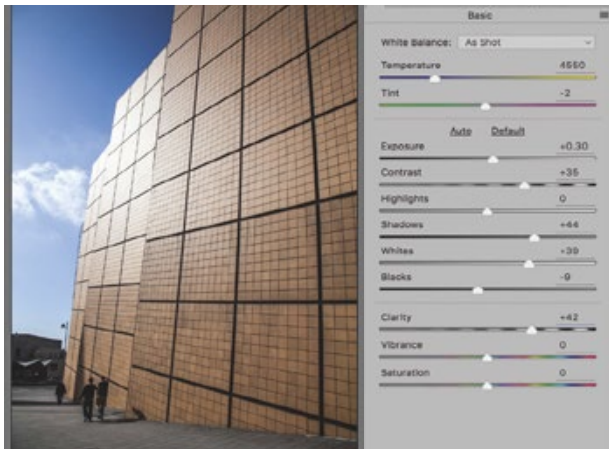 Basic
White Balance: As Shot
Temperature 4550
Tint -2
Auto Default
Exposure +0.30
Contrast +35
Highlights 0
Shadows +44
Whites +39
Blacks -9
Clarity +42
Vibrance 0
Saturation 0